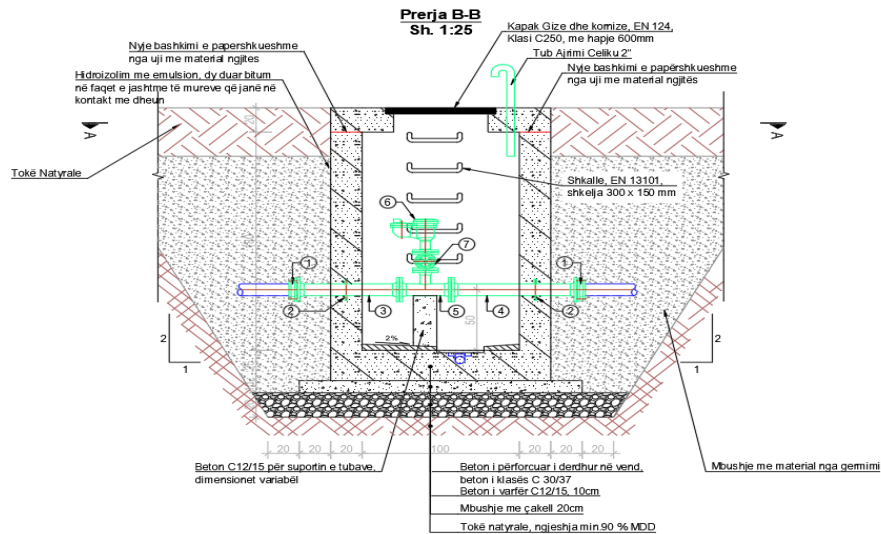 Prerja B-B
Sh. 1:25
Kapak Gize dhe kornize, EN 124,
Klasi C250, me hapje 600mm
Tub Ajrimi Celiku 2"
Nyje bashkimi e papërshkueshme
nga uji me material ngjitës
Nyje bashkimi e papershkueshme
nga uji me material ngjites
Hidroizolim me emulsion, dy duar bitum
në faqet e jashtme të mureve që janë në
kontakt me dheun
A
A
20
Tokë Natyrale
Shkalle, EN 13101,
shkelja 300 x 150 mm
6
7
1
1
2
3
5
4
2
50
2%
2
1
2
1
20
20
20
100
20
20
20
Beton C12/15 për suportin e tubave,
dimensionet variabël
Beton i përforcuar i derdhur në vend,
beton i klasës C 30/37
Beton i varfër C12/15, 10cm
Mbushje me çakell 20cm
Tokë natyrale, ngjeshja min.90 % MDD
Mbushje me material nga germimi